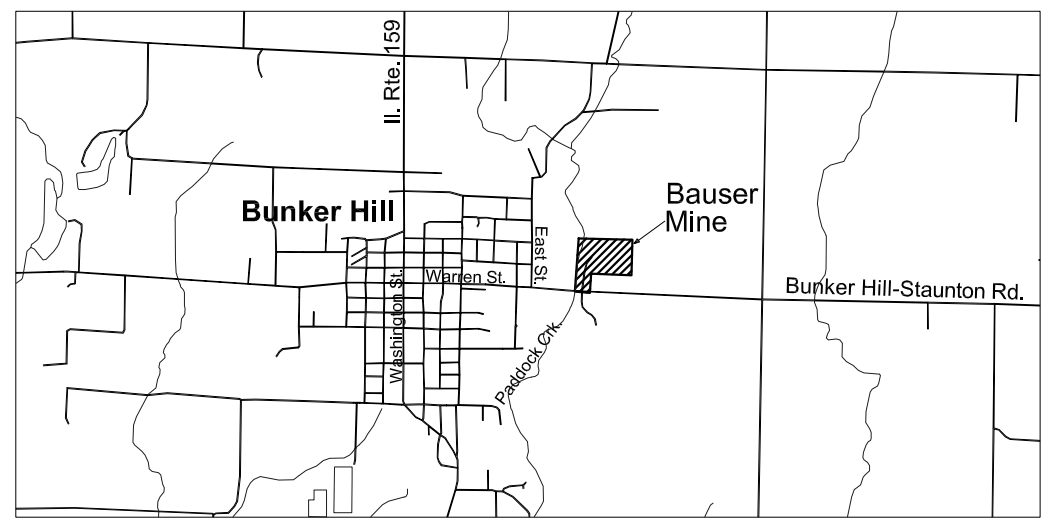 Il. Rte. 159
Bauser
Mine
Bunker Hill
East St.
Warren St.
Bunker Hill-Staunton Rd.
Washington St.
Paddock Crk.